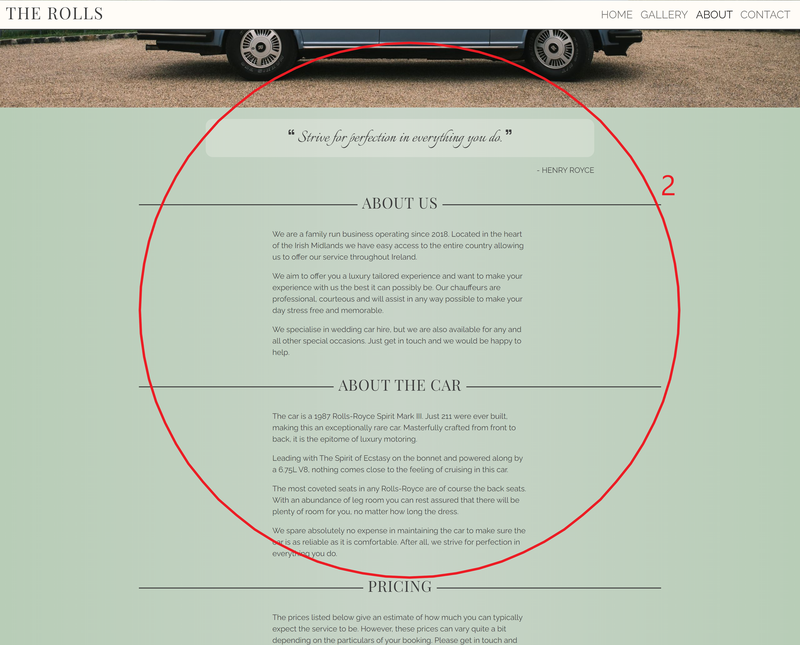 THE ROLLS
HOME GALLERY ABOUT CONTACT
❝ Strive for perfection in everything you do. ❞
- HENRY ROYCE
2
ABOUT US
We are a family run business operating since 2018. Located in the heart
of the Irish Midlands we have easy access to the entire country allowing
us to offer our service throughout Ireland.
We aim to offer you a luxury tailored experience and want to make your
experience with us the best it can possibly be. Our chauffeurs are
professional, courteous and will assist in any way possible to make your
day stress free and memorable.
We specialise in wedding car hire, but we are also available for any and
all other special occasions. Just get in touch and we would be happy to
help.
ABOUT THE CAR
The car is a 1987 Rolls-Royce Spirit Mark III. Just 211 were ever built,
making this an exceptionally rare car. Masterfully crafted from front to
back, it is the epitome of luxury motoring.
Leading with The Spirit of Ecstasy on the bonnet and powered along by
a 6.75L V8, nothing comes close to the feeling of cruising in this car.
The most coveted seats in any Rolls-Royce are of course the back seats.
With an abundance of leg room you can rest assured that there will be
plenty of room for you, no matter how long the dress.
We spare absolutely no expense in maintaining the car to make sure the
car is as reliable as it is comfortable. After all, we strive for perfection in
everything you do.
PRICING
The prices listed below give an estimate of how much you can typically
expect the service to be. However, these prices can vary quite a bit
depending on the particulars of your booking. Please get in touch and